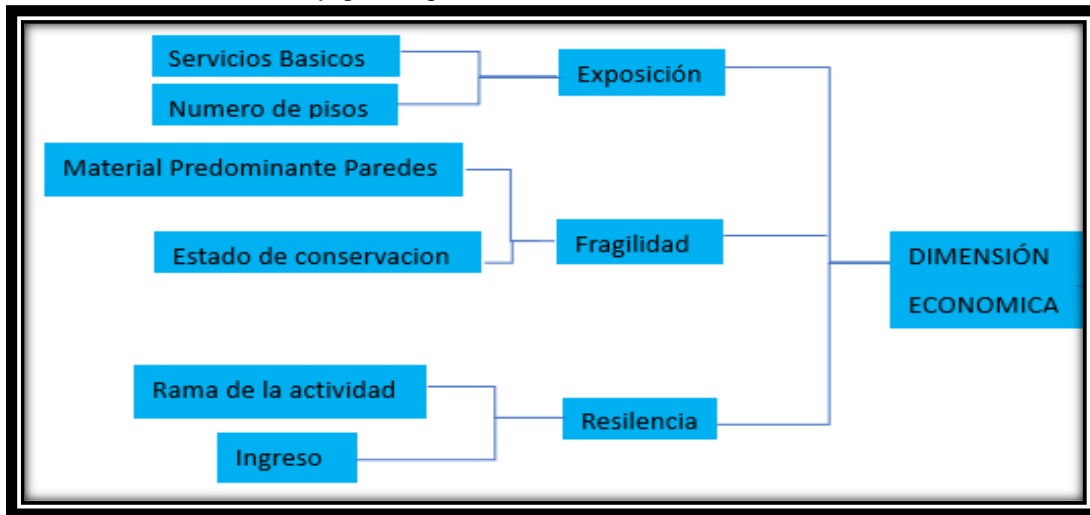 Servicios Basicos
Numero de pisos
Exposición
Material Predominante Paredes
Estado de conservacion
Fragilidad
Rama de la actividad
Ingreso
Resilencia
DIMENSIÓN
ECONOMICA